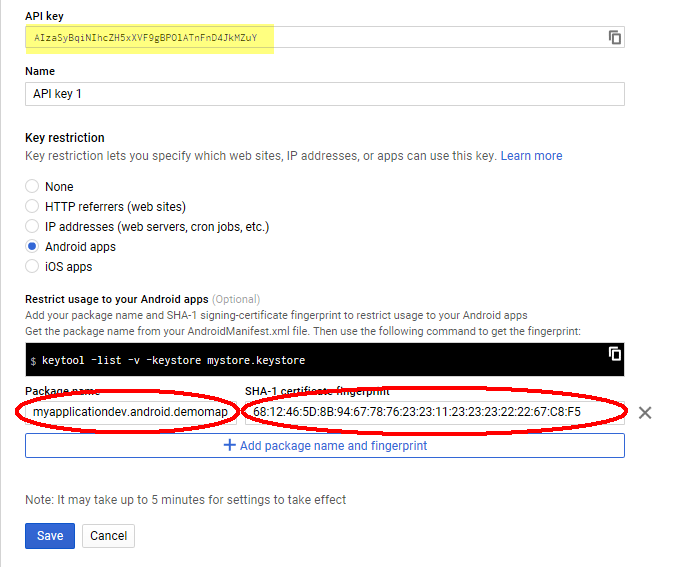 API key
AIzaSyBqiNIhcZH5xXVF9gBPOlATnFnD4JkMZuY
Name
API key 1
Key restriction
Key restriction lets you specify which web sites, IP addresses, or apps can use this key. Learn more
None
HTTP referrers (web sites)
IP addresses (web servers, cron jobs, etc.)
Android apps
iOS apps
Restrict usage to your Android apps (Optional)
Add your package name and SHA-1 signing-certificate fingerprint to restrict usage to your Android apps
Get the package name from your AndroidManifest.xml file. Then use the following command to get the fingerprint:
$ keytool -list -v -keystore mystore.keystore
Package name SHA-1 certificate fingerprint
myapplicationdev.android.demomap 68:12:46:5D:8B:94:67:78:76:23:23:11:23:23:23:22:22:67:C8:F5
Add package name and fingerprint
Note: It may take up to 5 minutes for settings to take effect
Save Cancel